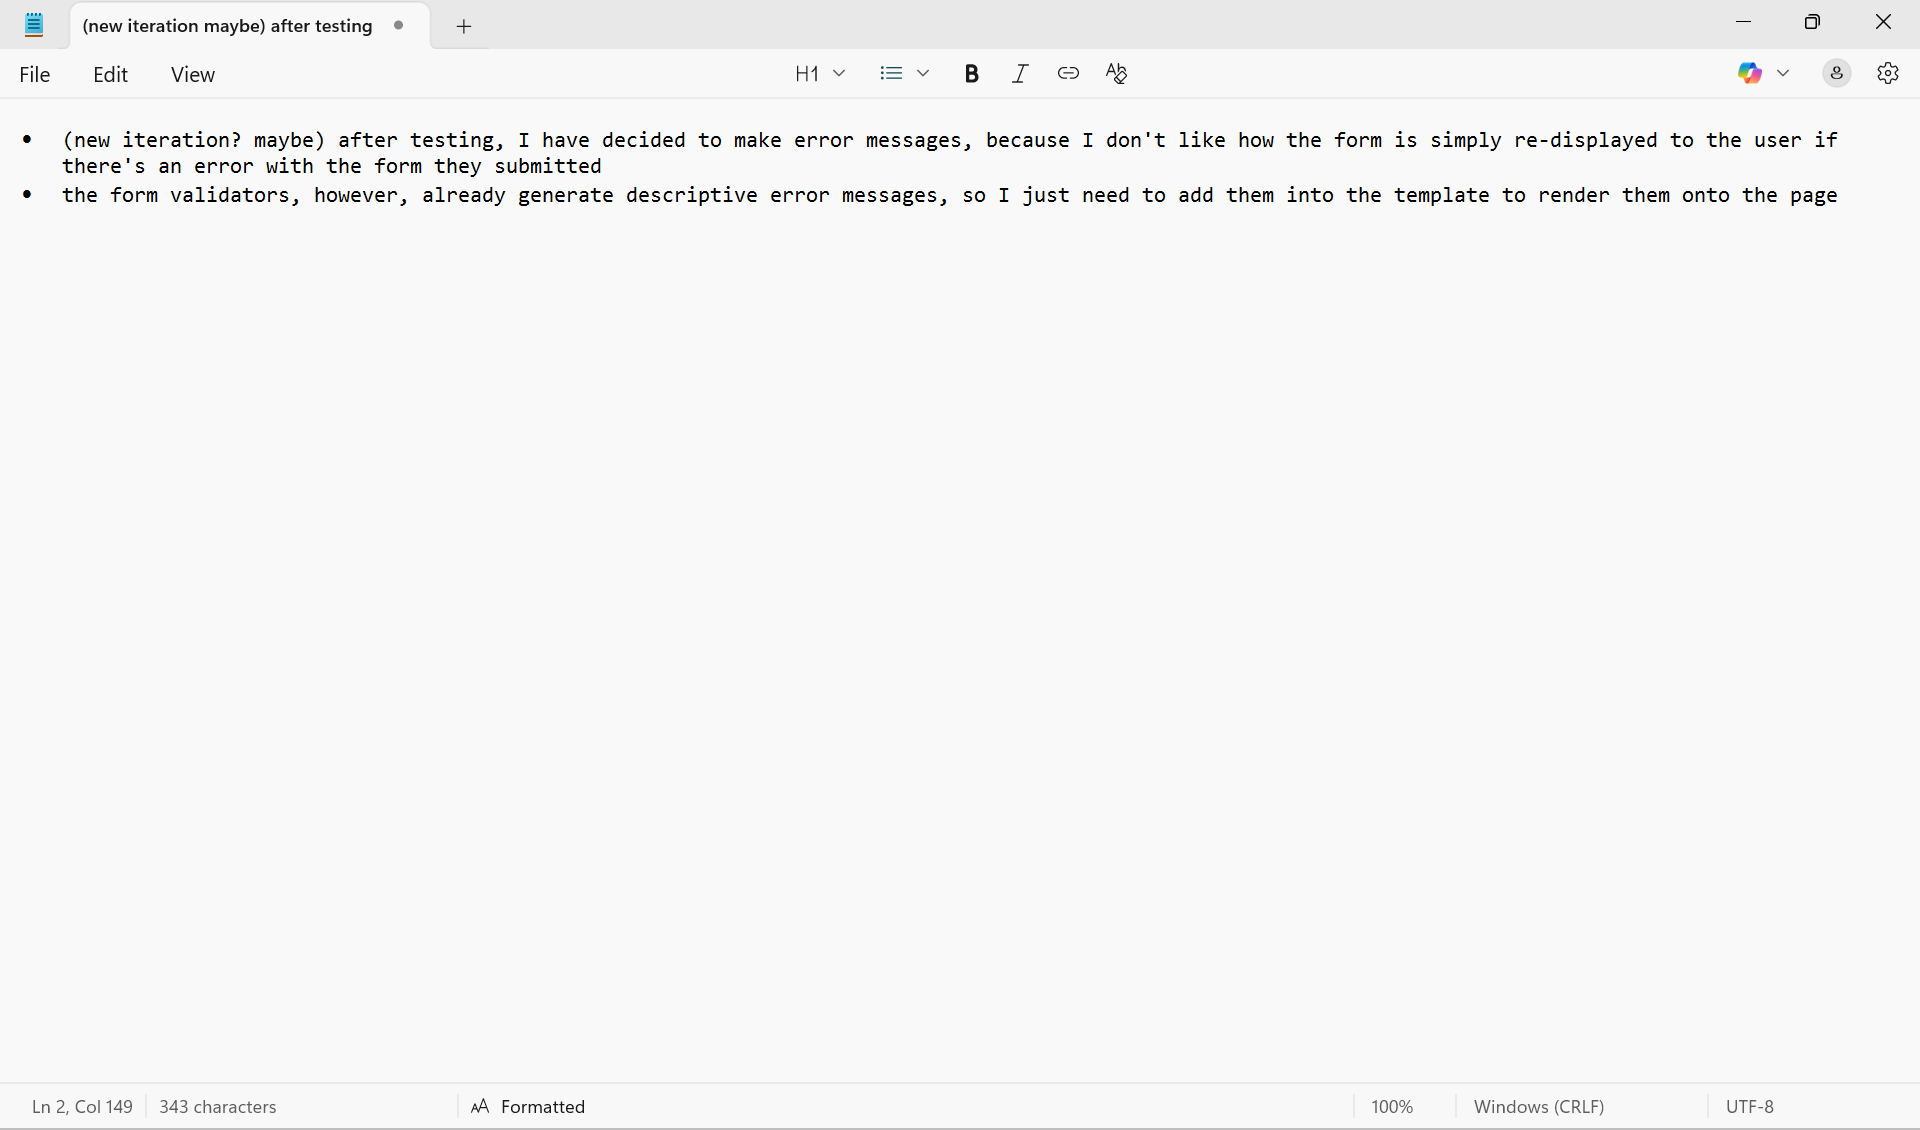 (new iteration maybe) after testing
File Edit View H1
(new iteration? maybe) after testing, I have decided to make error messages, because I don't like how the form is simply re-displayed to the user if
there's an error with the form they submitted
the form validators, however, already generate descriptive error messages, so I just need to add them into the template to render them onto the page
Ln 2, Col 149 343 characters Formatted 100% Windows (CRLF) UTF-8